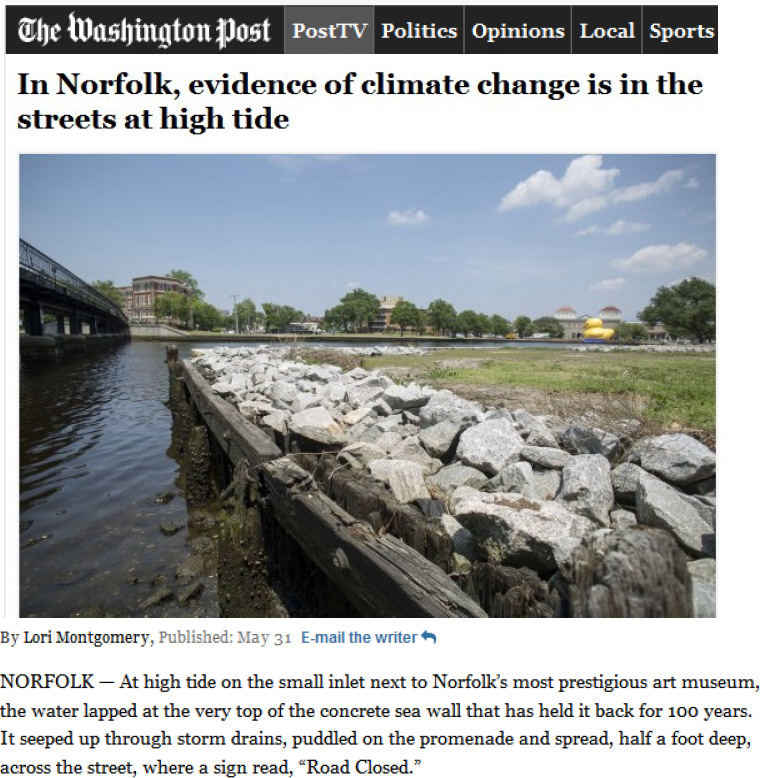 The Washington Post PostTV Politics Opinions Local Sports
In Norfolk, evidence of climate change is in the
streets at high tide
By Lori Montgomery, Published: May 31 E-mail the writer
NORFOLK — At high tide on the small inlet next to Norfolk’s most prestigious art museum,
the water lapped at the very top of the concrete sea wall that has held it back for 100 years.
It seeped up through storm drains, puddled on the promenade and spread, half a foot deep,
across the street, where a sign read, “Road Closed.”